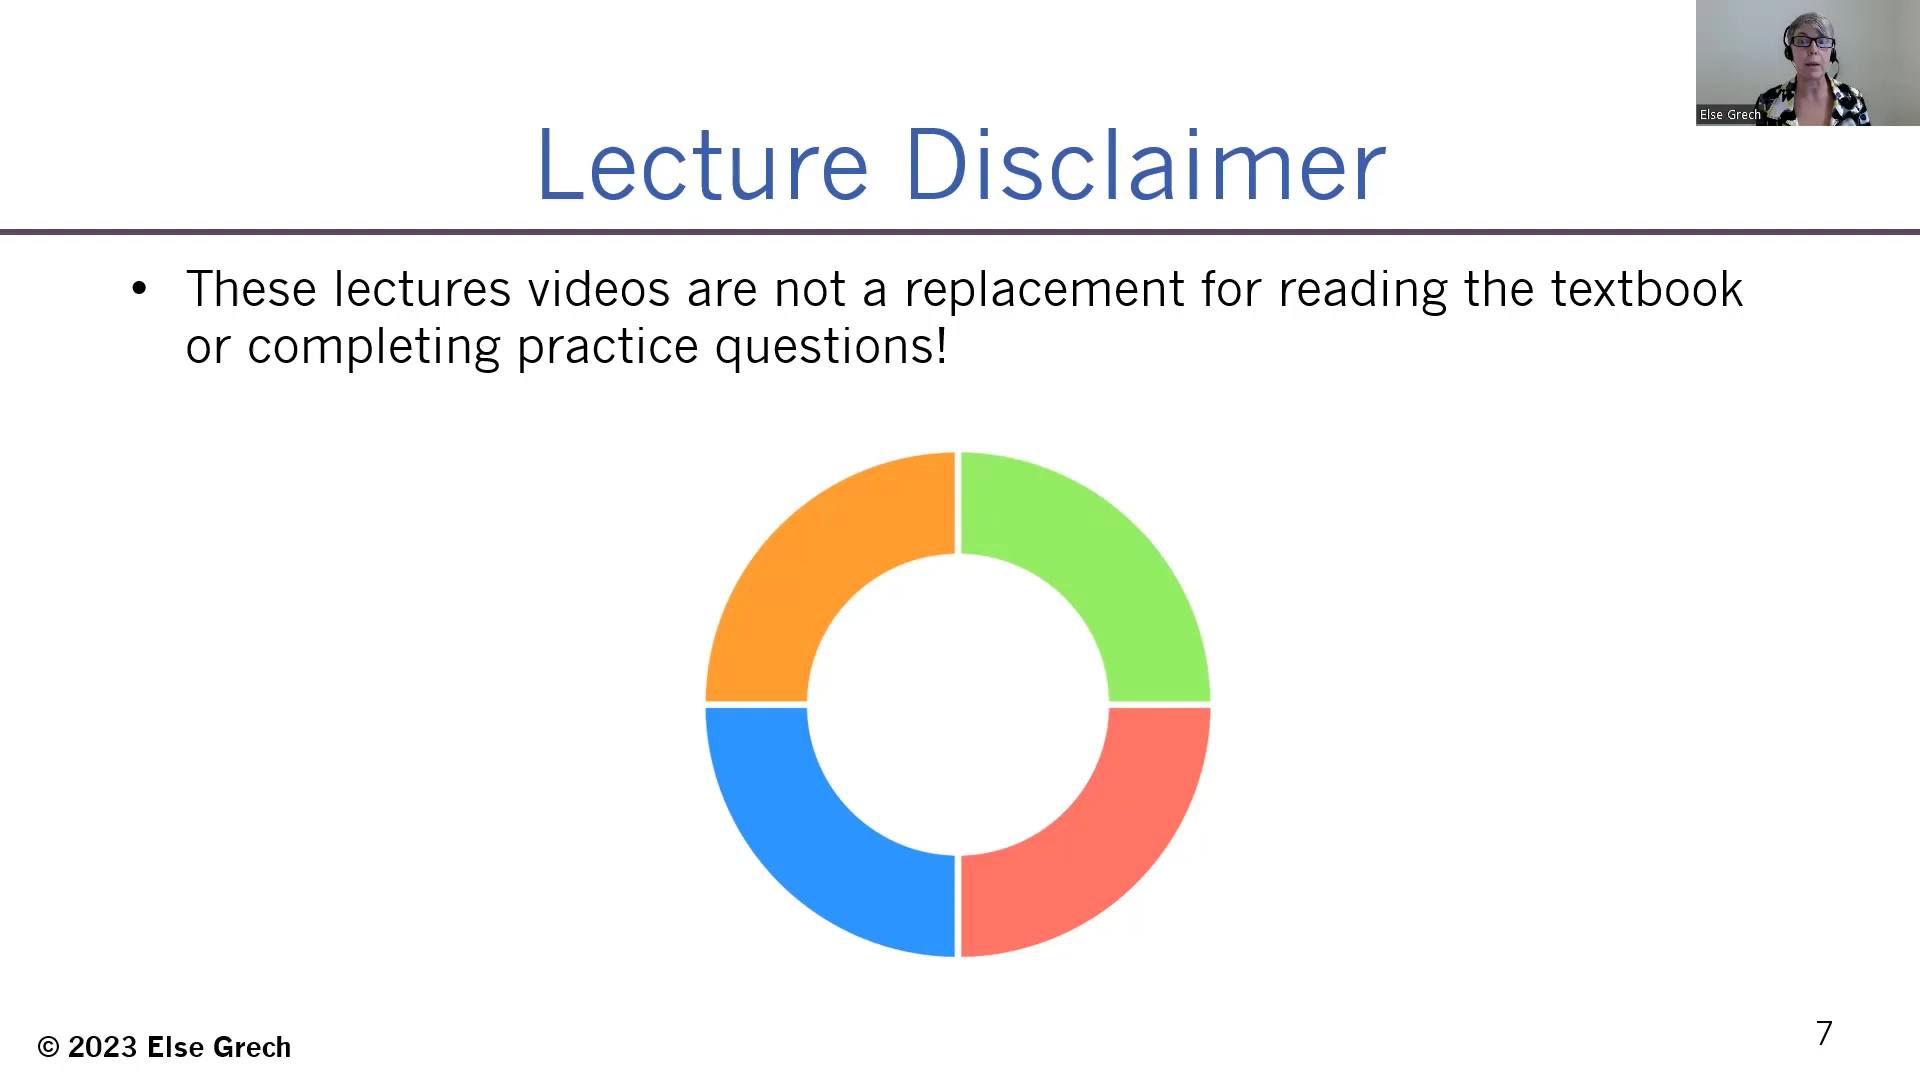 Else Grech
Lecture Disclaimer
• These lectures videos are not a replacement for reading the textbook
or completing practice questions!
© 2023 Else Grech
7